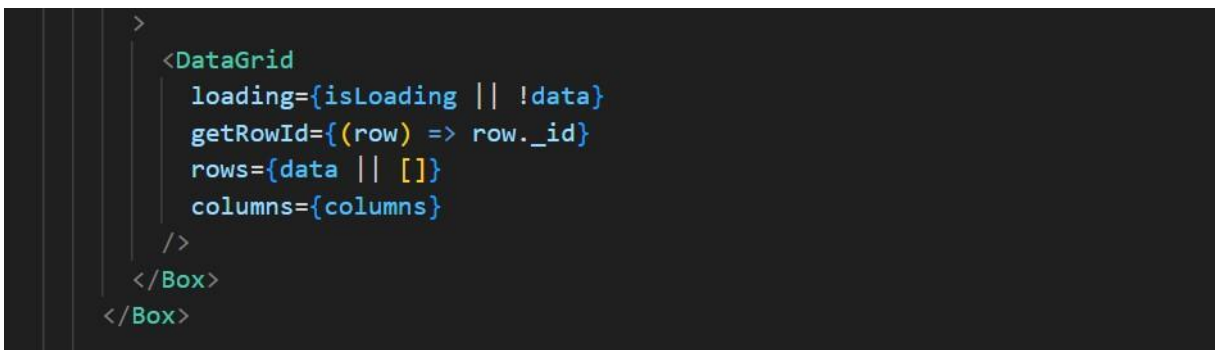 >
<DataGrid
loading={isLoading || !data}
getRowId={(row) => row._id}
rows={data || []}
columns={columns}
/>
</Box>
</Box>